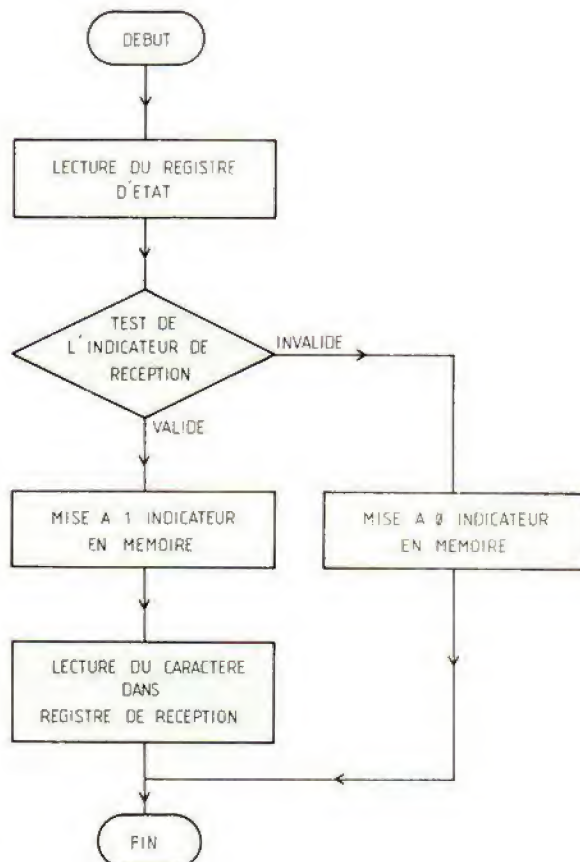 DEBUT
LECTURE DU REGISTRE
D'ETAT
TEST DE
L'INDICATEUR DE
RECEPTION
INVALIDE
VALIDE
MISE A 1 INDICATEUR
EN MEMOIRE
MISE A 0 INDICATEUR
EN MEMOIRE
LECTURE DU CARACTERE
DANS
REGISTRE DE RECEPTION
FIN